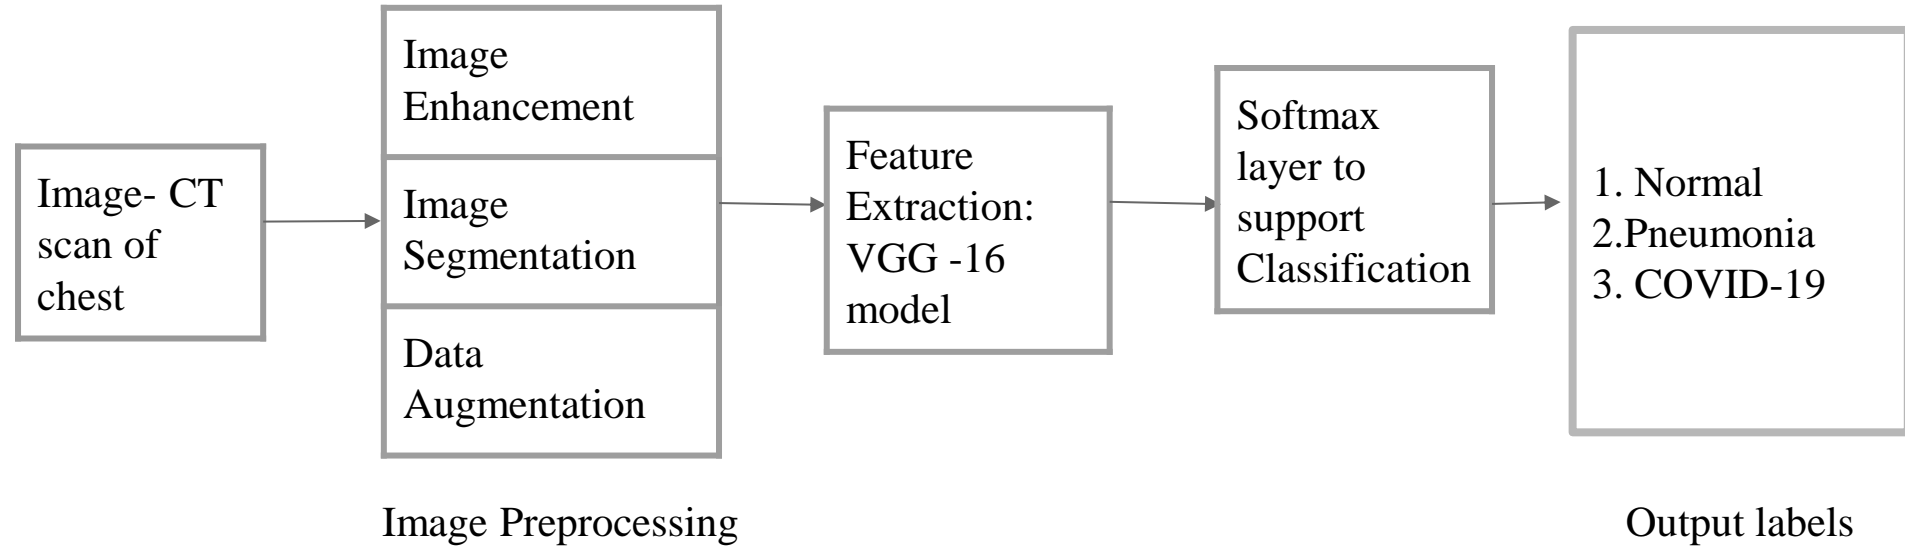 Image- CT
scan of
chest
Image
Enhancement
Image
Segmentation
Data
Augmentation
Image Preprocessing
Feature
Extraction:
VGG -16
model
Softmax
layer to
support
Classification
1. Normal
2.Pneumonia
3. COVID-19
Output labels